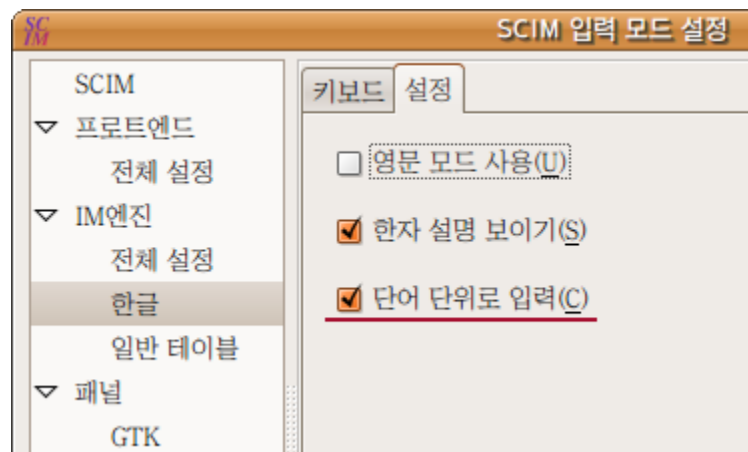 SCIM
SCIM 입력 모드 설정
SCIM
프로트엔드
전체 설정
IM엔진
전체 설정
한글
일반 테이블
패널
GTK
키보드 설정
영문 모드 사용(U)
한자 설명 보이기(S)
단어 단위로 입력(C)